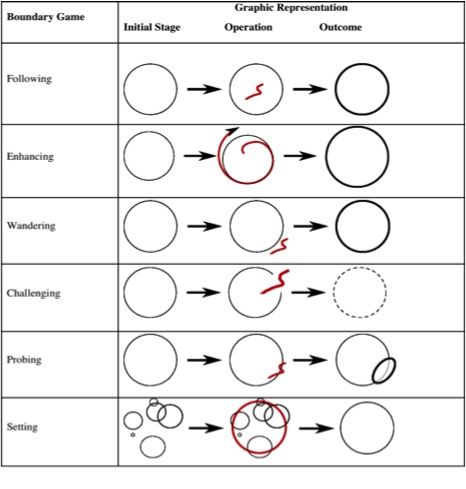 Boundary Game
Graphic Representation
Initial Stage Operation Outcome
Following
Enhancing
Wandering
Challenging
Probing
Setting